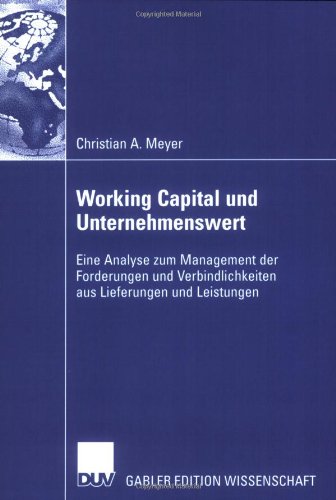 Christian A. Meyer
Working Capital und
Unternehmenswert
Eine Analyse zum Management der
Forderungen und Verbindlichkeiten
aus Lieferungen und Leistungen
DUV
GABLER EDITION WISSENSCHAFT